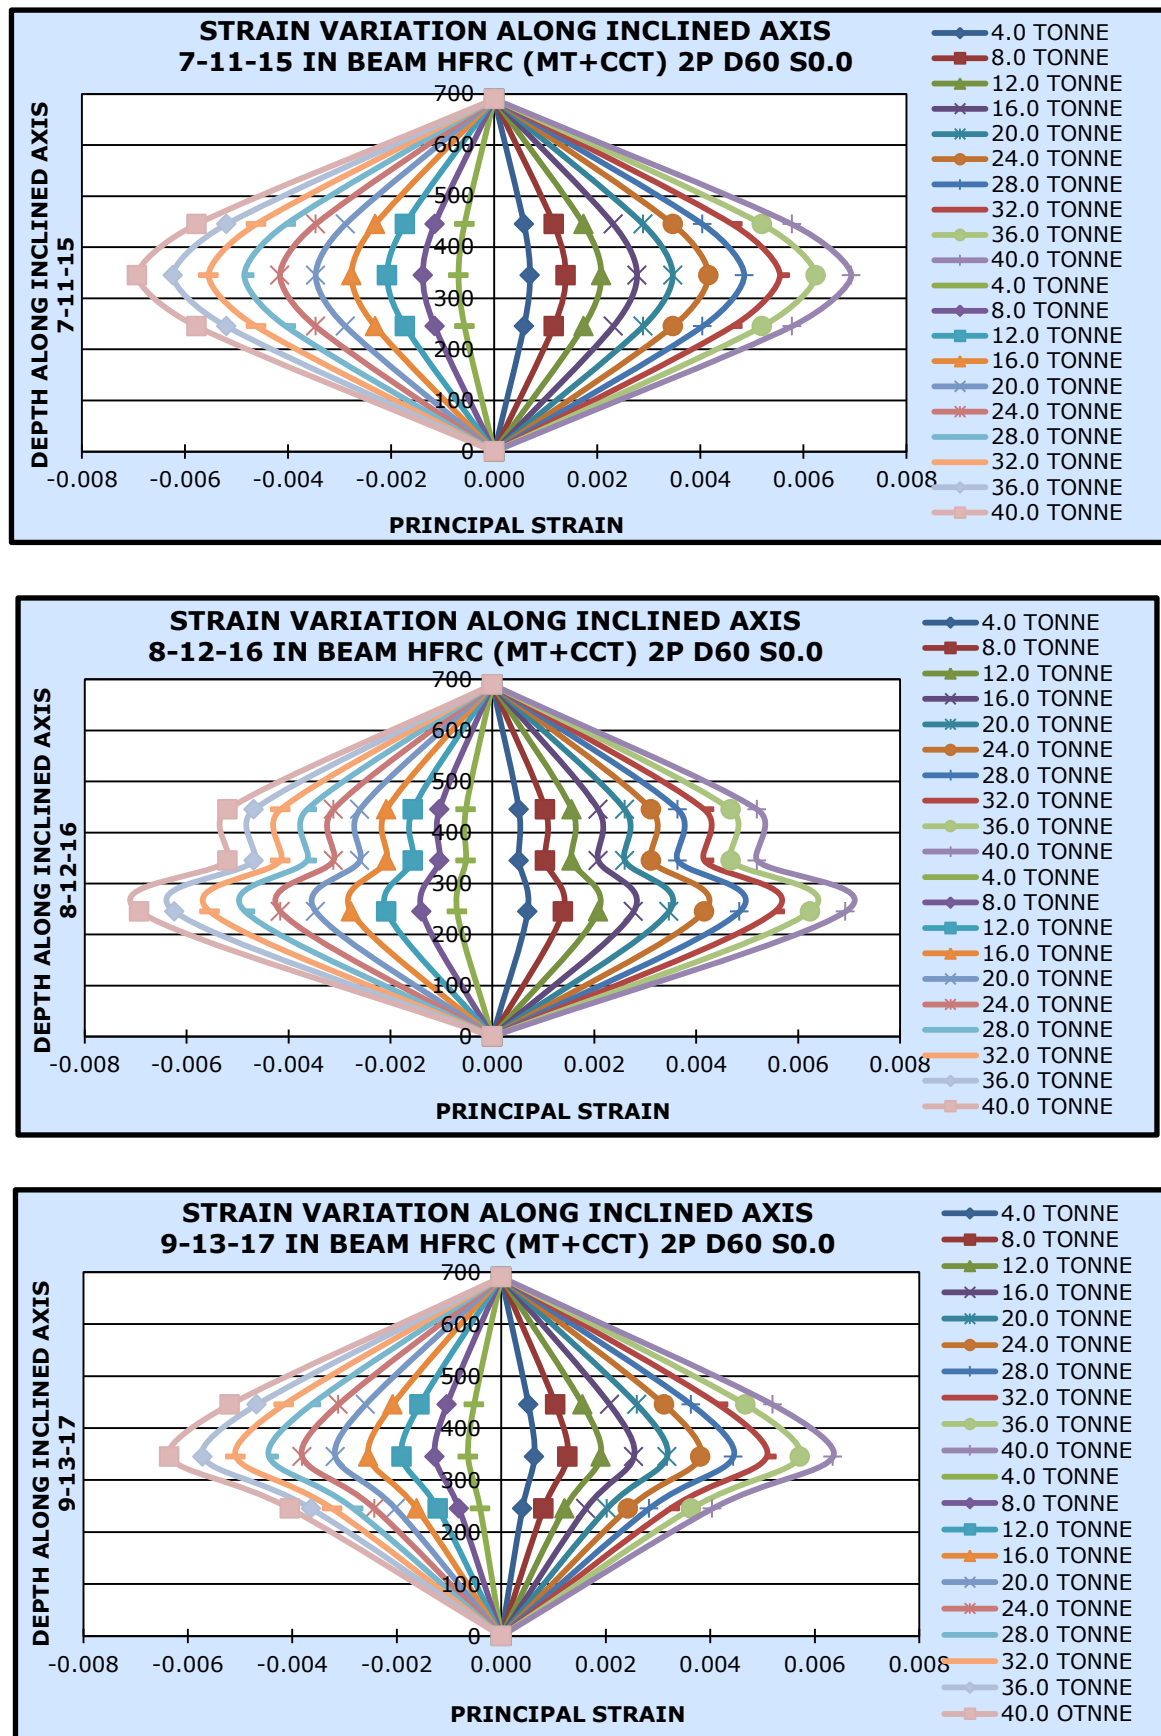 STRAIN VARIATION ALONG INCLINED AXIS
7-11-15 IN BEAM HFRC (MT+CCT) 2P D60 S0.0
DEPTH ALONG INCLINED AXIS
7-11-15
700
600
500
400
300
200
100
0
-0.008 -0.006 -0.004 -0.002 0.000 0.002 0.004 0.006 0.008
PRINCIPAL STRAIN
4.0 TONNE
8.0 TONNE
12.0 TONNE
16.0 TONNE
20.0 TONNE
24.0 TONNE
28.0 TONNE
32.0 TONNE
36.0 TONNE
40.0 TONNE
4.0 TONNE
8.0 TONNE
12.0 TONNE
16.0 TONNE
20.0 TONNE
24.0 TONNE
28.0 TONNE
32.0 TONNE
36.0 TONNE
40.0 TONNE
STRAIN VARIATION ALONG INCLINED AXIS
8-12-16 IN BEAM HFRC (MT+CCT) 2P D60 S0.0
DEPTH ALONG INCLINED AXIS
8-12-16
700
600
500
400
300
200
100
0
-0.008 -0.006 -0.004 -0.002 0.000 0.002 0.004 0.006 0.008
PRINCIPAL STRAIN
4.0 TONNE
8.0 TONNE
12.0 TONNE
16.0 TONNE
20.0 TONNE
24.0 TONNE
28.0 TONNE
32.0 TONNE
36.0 TONNE
40.0 TONNE
4.0 TONNE
8.0 TONNE
12.0 TONNE
16.0 TONNE
20.0 TONNE
24.0 TONNE
28.0 TONNE
32.0 TONNE
36.0 TONNE
40.0 TONNE
STRAIN VARIATION ALONG INCLINED AXIS
9-13-17 IN BEAM HFRC (MT+CCT) 2P D60 S0.0
DEPTH ALONG INCLINED AXIS
9-13-17
700
600
500
400
300
200
100
0
-0.008 -0.006 -0.004 -0.002 0.000 0.002 0.004 0.006 0.008
PRINCIPAL STRAIN
4.0 TONNE
8.0 TONNE
12.0 TONNE
16.0 TONNE
20.0 TONNE
24.0 TONNE
28.0 TONNE
32.0 TONNE
36.0 TONNE
40.0 TONNE
4.0 TONNE
8.0 TONNE
12.0 TONNE
16.0 TONNE
20.0 TONNE
24.0 TONNE
28.0 TONNE
32.0 TONNE
36.0 TONNE
40.0 OTNNE